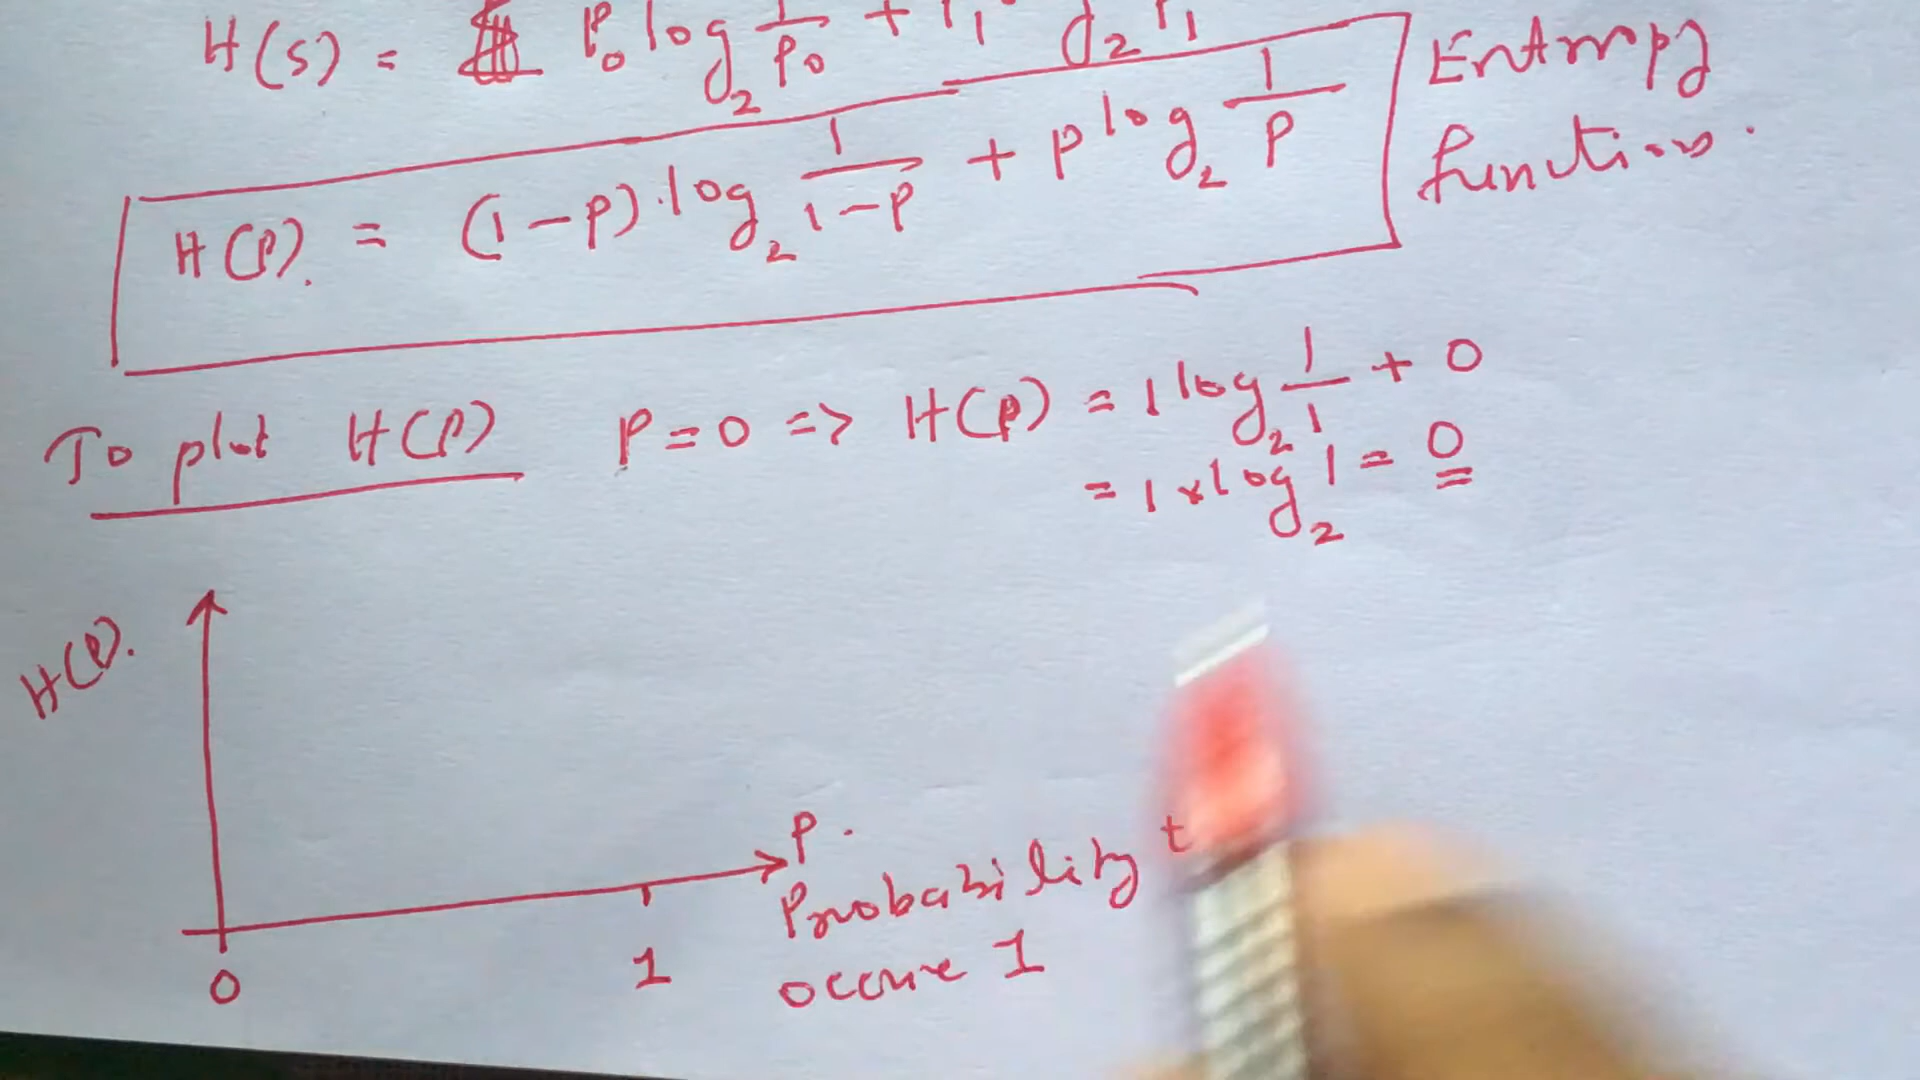 H(S) = P₀ log₂ 1/P₀ + P₁ log₂ 1/P₁
H(P). = (1-P).log₂ 1/1-P + P log₂ 1/P
Entropy
function.
To plot H(P) P=0 => H(P) = 1 log₂ 1/1 + 0
= 1 x log₂ 1 = 0
H(P).
P.
Probability t
occure 1
0 1